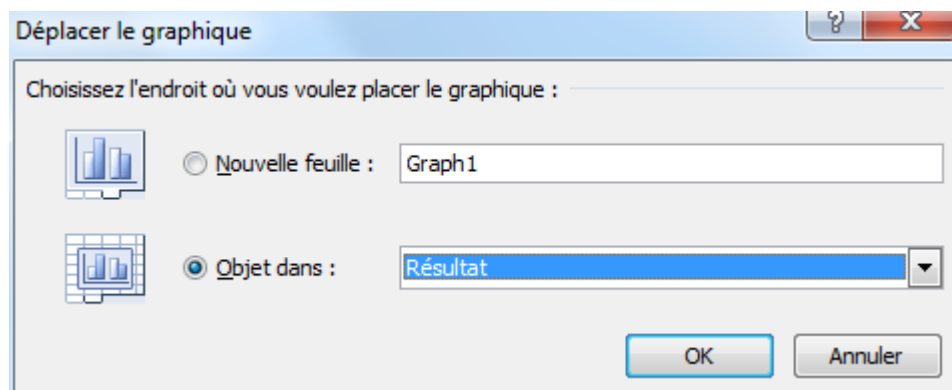 Déplacer le graphique
Choisissez l'endroit où vous voulez placer le graphique :
Nouvelle feuille : Graph1
Objet dans : Résultat
OK Annuler